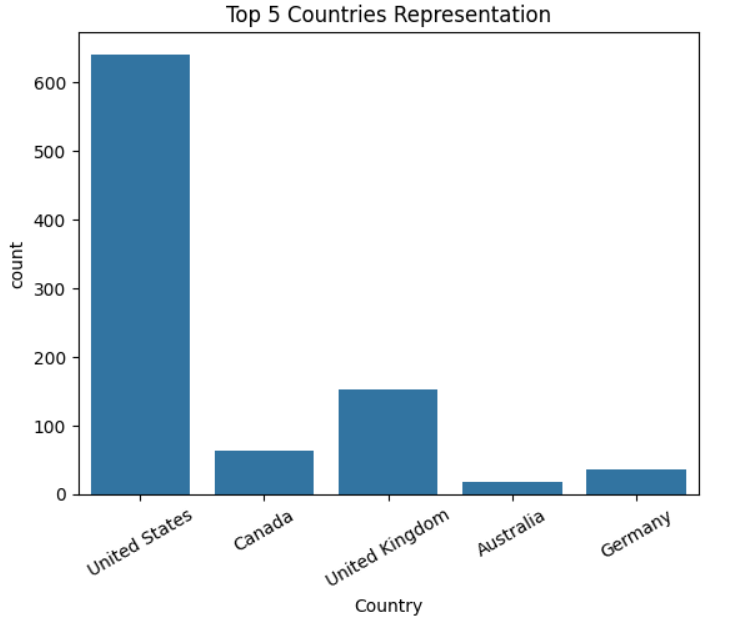 Top 5 Countries Representation
600
500
400
300
200
100
0
count
United States
Canada
United Kingdom
Australia
Germany
Country